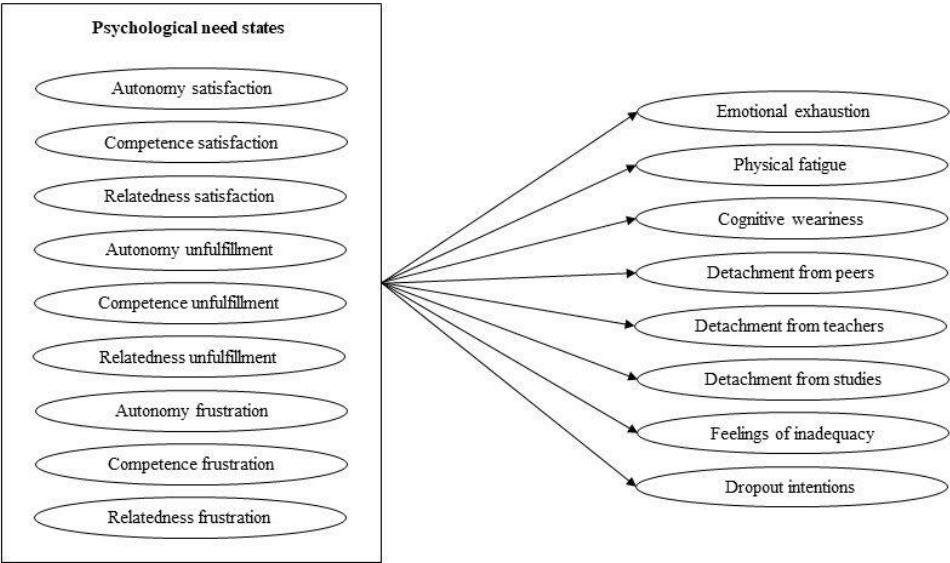 Psychological need states
Autonomy satisfaction
Competence satisfaction
Relatedness satisfaction
Autonomy unfulfillment
Competence unfulfillment
Relatedness unfulfillment
Autonomy frustration
Competence frustration
Relatedness frustration
Emotional exhaustion
Physical fatigue
Cognitive weariness
Detachment from peers
Detachment from teachers
Detachment from studies
Feelings of inadequacy
Dropout intentions